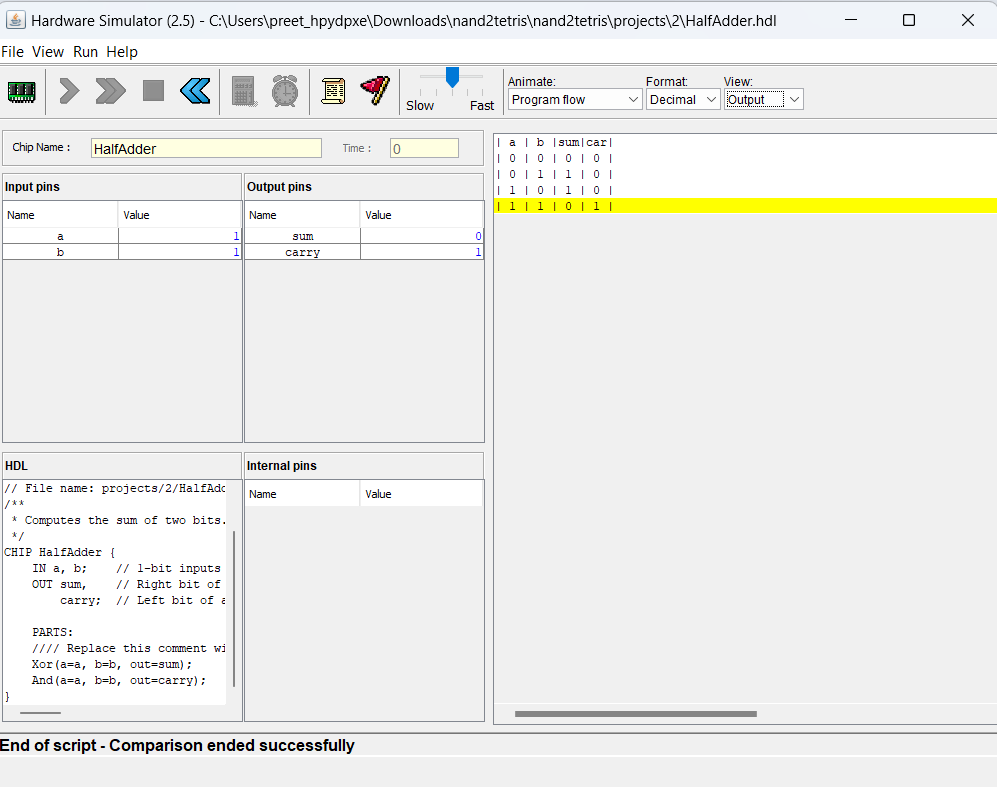 Hardware Simulator (2.5) - C:\Users\preet_hpydpxe\Downloads\nand2tetris\nand2tetris\projects\2\HalfAdder.hdl
File View Run Help
Slow Fast
Animate: Format: View:
Program flow Decimal Output
Chip Name : HalfAdder Time : 0
Input pins
Name Value
a 1
b 1
Output pins
Name Value
sum 0
carry 1
HDL
// File name: projects/2/HalfAdd
/**
* Computes the sum of two bits.
*/
CHIP HalfAdder {
IN a, b; // 1-bit inputs
OUT sum, // Right bit of
carry; // Left bit of a
PARTS:
//// Replace this comment wi
Xor(a=a, b=b, out=sum);
And(a=a, b=b, out=carry);
}
Internal pins
Name Value
| a | b |sum|car|
| 0 | 0 | 0 | 0 |
| 0 | 1 | 1 | 0 |
| 1 | 0 | 1 | 0 |
| 1 | 1 | 0 | 1 |
End of script - Comparison ended successfully